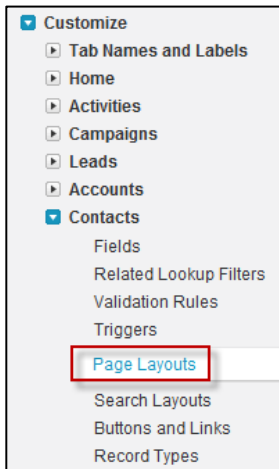 Customize
Tab Names and Labels
Home
Activities
Campaigns
Leads
Accounts
Contacts
Fields
Related Lookup Filters
Validation Rules
Triggers
Page Layouts
Search Layouts
Buttons and Links
Record Types